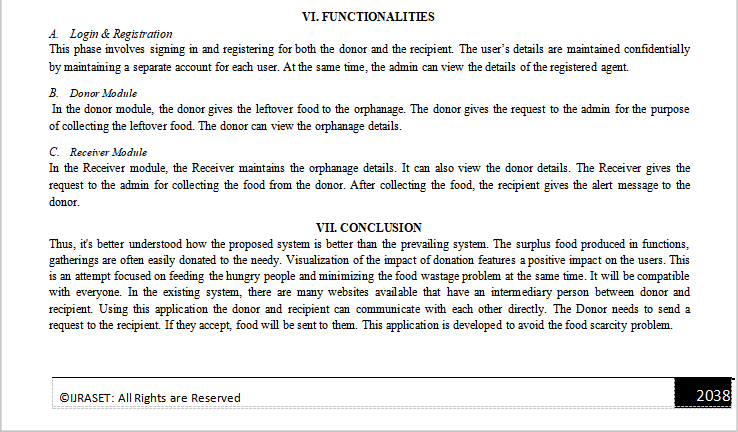 VI. FUNCTIONALITIES
A. Login & Registration
This phase involves signing in and registering for both the donor and the recipient. The user's details are maintained confidentially
by maintaining a separate account for each user. At the same time, the admin can view the details of the registered agent.
B. Donor Module
In the donor module, the donor gives the leftover food to the orphanage. The donor gives the request to the admin for the purpose
of collecting the leftover food. The donor can view the orphanage details.
C. Receiver Module
In the Receiver module, the Receiver maintains the orphanage details. It can also view the donor details. The Receiver gives the
request to the admin for collecting the food from the donor. After collecting the food, the recipient gives the alert message to the
donor.
VII. CONCLUSION
Thus, it's better understood how the proposed system is better than the prevailing system. The surplus food produced in functions,
gatherings are often easily donated to the needy. Visualization of the impact of donation features a positive impact on the users. This
is an attempt focused on feeding the hungry people and minimizing the food wastage problem at the same time. It will be compatible
with everyone. In the existing system, there are many websites available that have an intermediary person between donor and
recipient. Using this application the donor and recipient can communicate with each other directly. The Donor needs to send a
request to the recipient. If they accept, food will be sent to them. This application is developed to avoid the food scarcity problem.
©IJRASET: All Rights are Reserved
2038